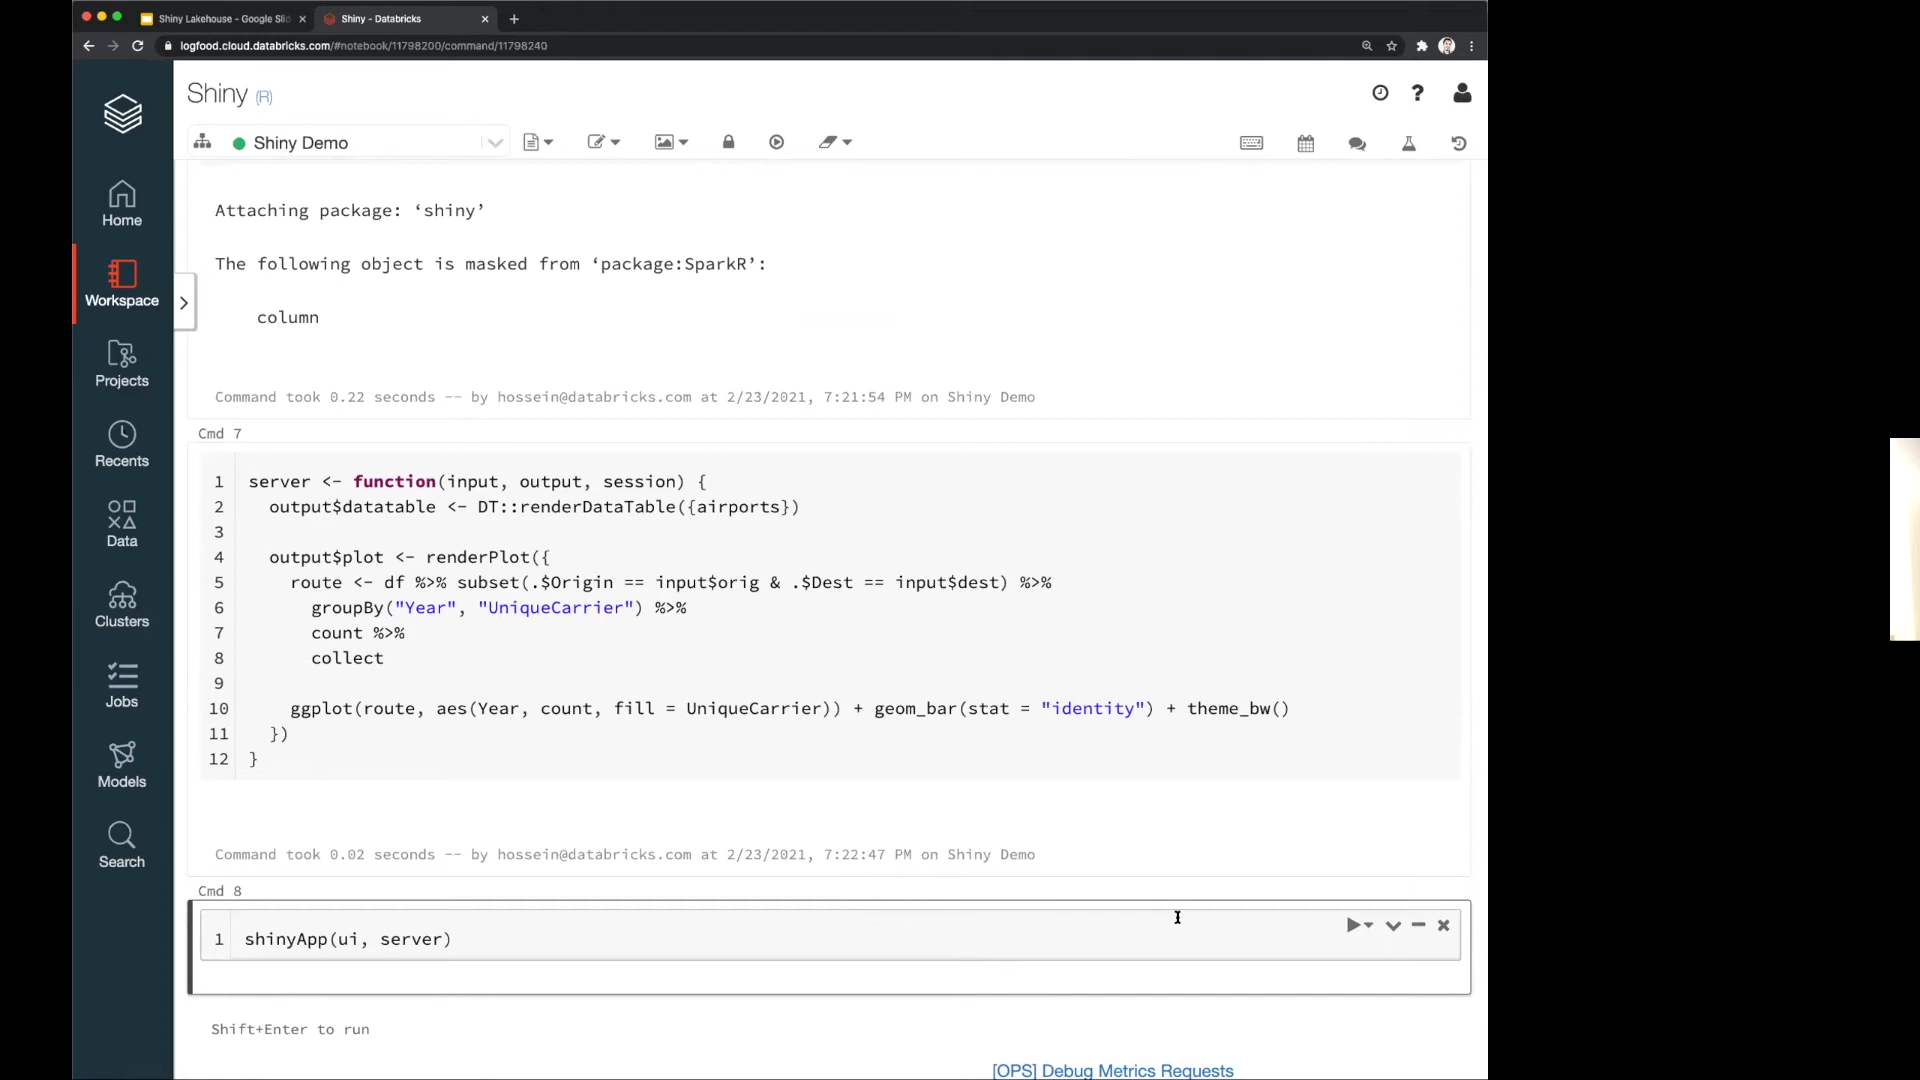 Shiny Lakehouse - Google Slid
Shiny - Databricks
logfood.cloud.databricks.com/#notebook/11798200/command/11798240
Shiny (R)
Shiny Demo
Home
Workspace
Projects
Recents
Data
Clusters
Jobs
Models
Search
Attaching package: ‘shiny’
The following object is masked from ‘package:SparkR’:
column
Command took 0.22 seconds -- by hossein@databricks.com at 2/23/2021, 7:21:54 PM on Shiny Demo
Cmd 7
1 server <- function(input, output, session) {
2 output$datatable <- DT::renderDataTable({airports})
3
4 output$plot <- renderPlot({
5 route <- df %>% subset(.$Origin == input$orig & .$Dest == input$dest) %>%
6 groupBy("Year", "UniqueCarrier") %>%
7 count %>%
8 collect
9
10 ggplot(route, aes(Year, count, fill = UniqueCarrier)) + geom_bar(stat = "identity") + theme_bw()
11 })
12 }
Command took 0.02 seconds -- by hossein@databricks.com at 2/23/2021, 7:22:47 PM on Shiny Demo
Cmd 8
1 shinyApp(ui, server)
Shift+Enter to run
[OPS] Debug Metrics Requests